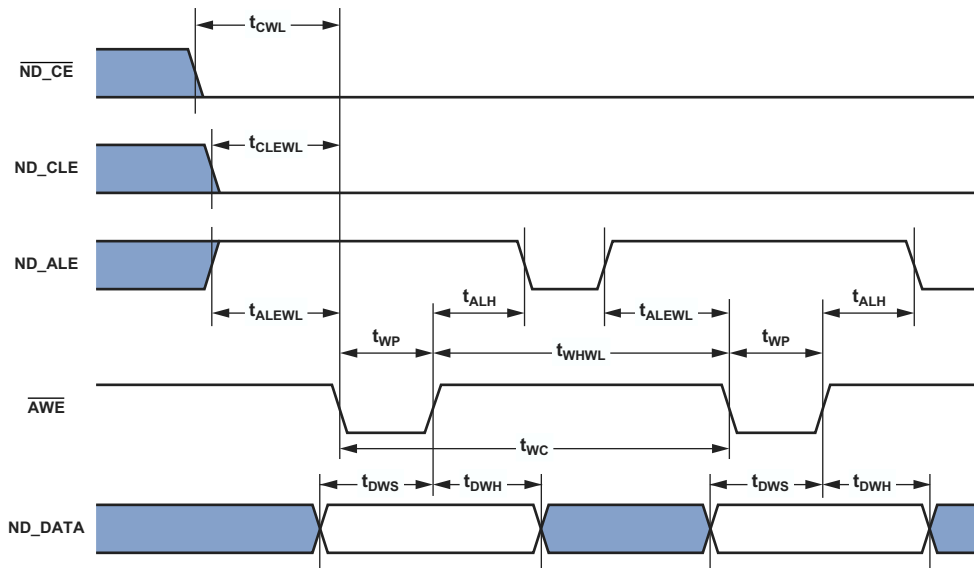 tCWL
ND_CE
tCLEWL
ND_CLE
ND_ALE
tALEWL
tALH
tALEWL
tALH
tWP
tWHWL
tWP
AWE
tWC
tDWS
tDWH
tDWS
tDWH
ND_DATA